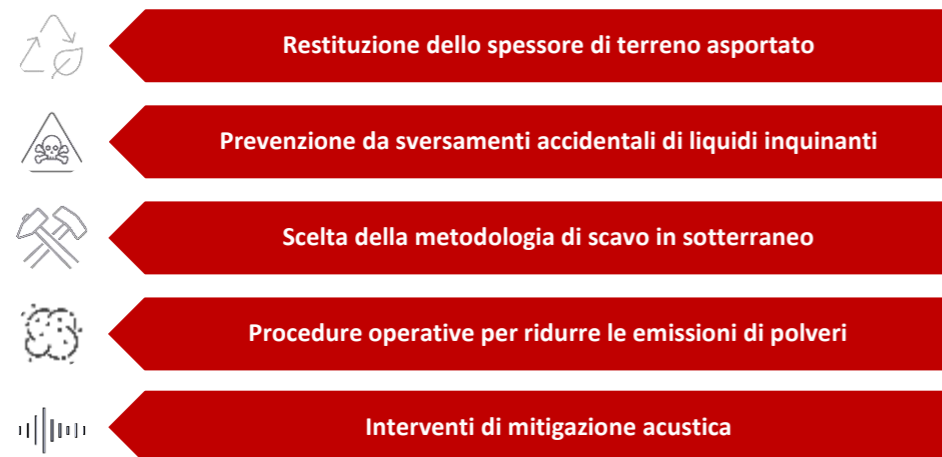 Restituzione dello spessore di terreno asportato
Prevenzione da sversamenti accidentali di liquidi inquinanti
Scelta della metodologia di scavo in sotterraneo
Procedure operative per ridurre le emissioni di polveri
Interventi di mitigazione acustica